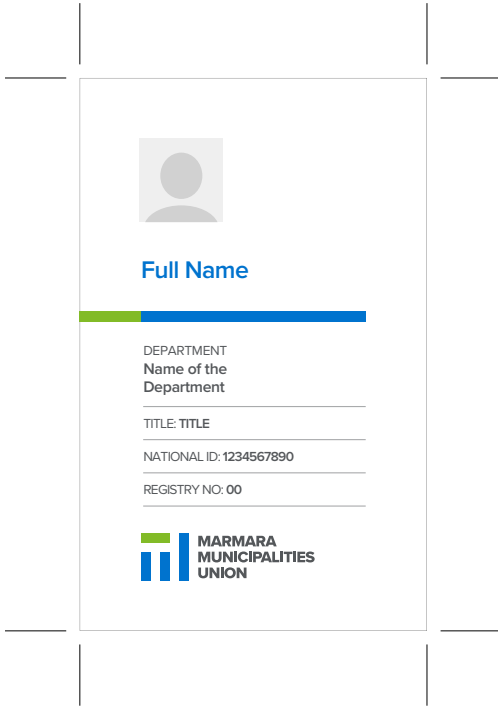 Full Name
DEPARTMENT
Name of the
Department
TITLE: TITLE
NATIONAL ID: 1234567890
REGISTRY NO: 00
MARMARA
MUNICIPALITIES
UNION